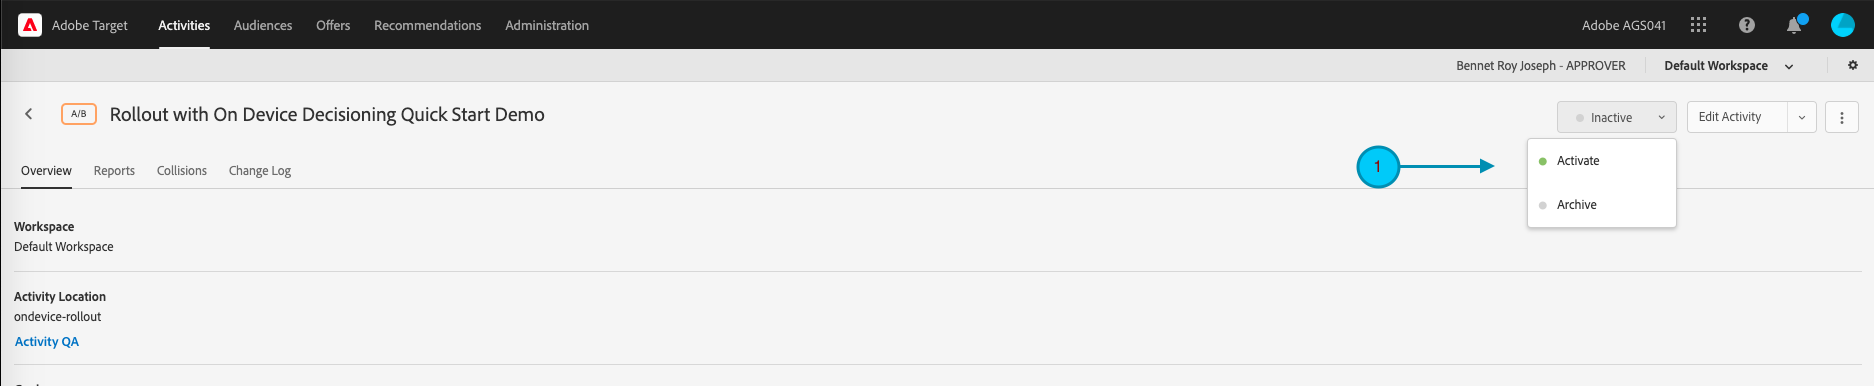 Adobe Target Activities Audiences Offers Recommendations Administration Adobe AGS041
Bennet Roy Joseph - APPROVER Default Workspace
A/B Rollout with On Device Decisioning Quick Start Demo Inactive Edit Activity
1 Activate
Archive
Overview Reports Collisions Change Log
Workspace
Default Workspace
Activity Location
ondevice-rollout
Activity QA